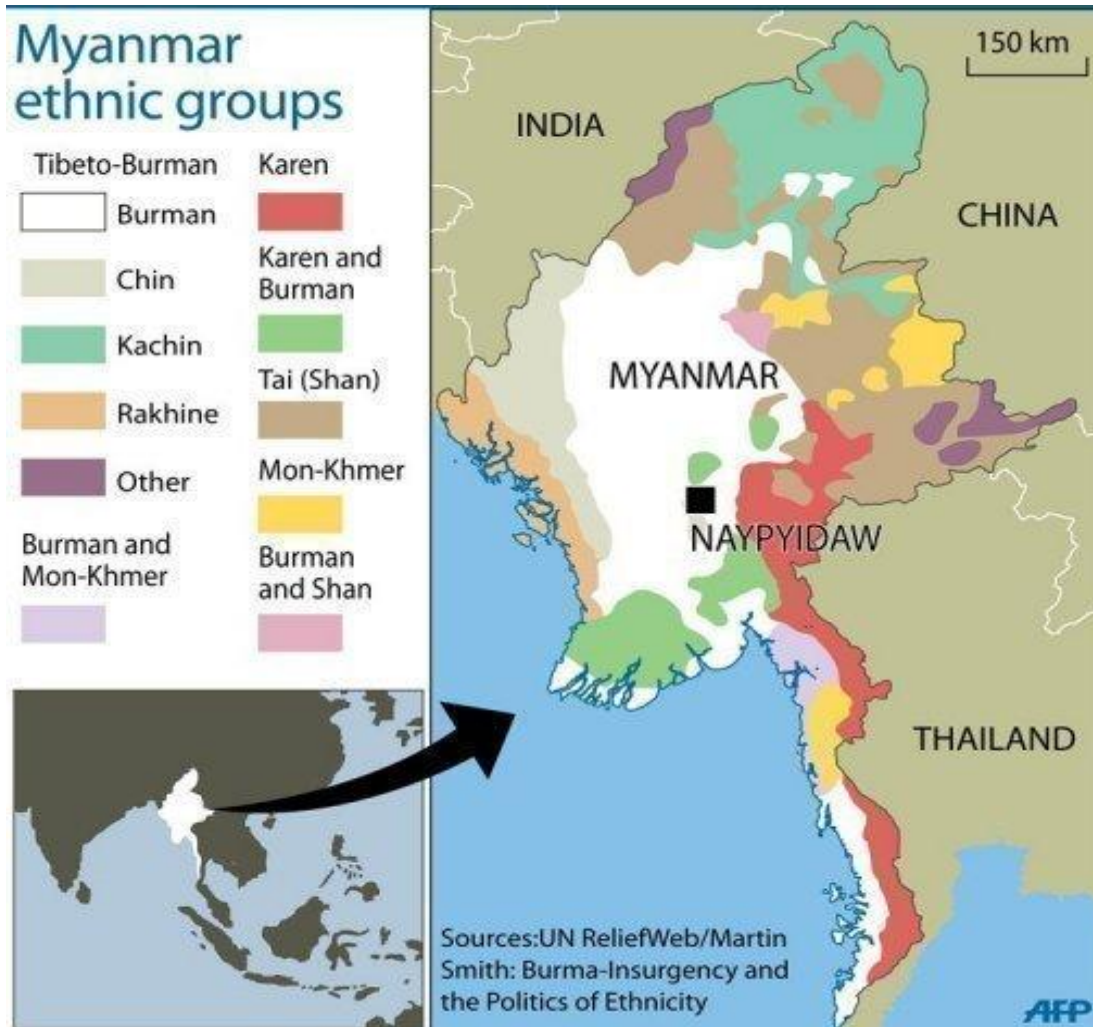 Myanmar
ethnic groups
Tibeto-Burman
Burman
Chin
Kachin
Rakhine
Other
Burman and
Mon-Khmer
Karen
Karen and
Burman
Tai (Shan)
Mon-Khmer
Burman
and Shan
150 km
INDIA
CHINA
MYANMAR
NAYPYIDAW
THAILAND
Sources:UN ReliefWeb/Martin
Smith: Burma-Insurgency and
the Politics of Ethnicity
AFP